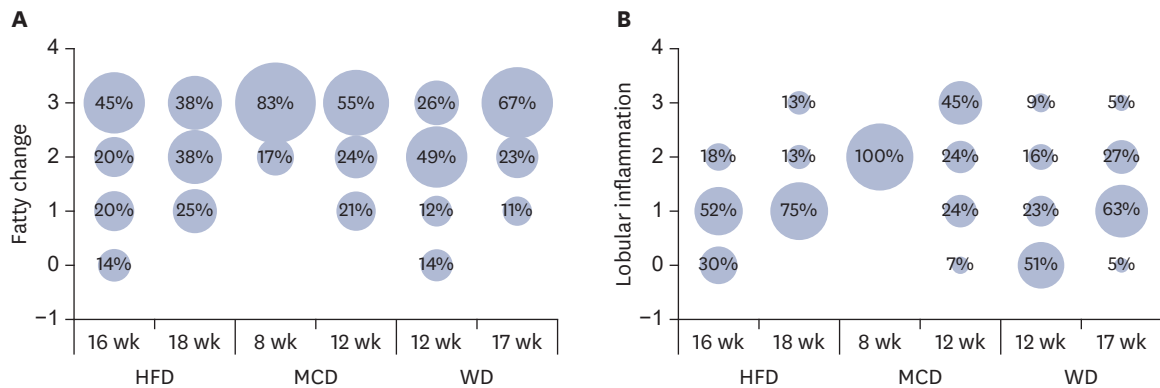 A
Fatty change
4
3
2
1
0
−1
45% 38% 83% 55% 26% 67%
20% 38% 17% 24% 49% 23%
20% 25% 21% 12% 11%
14% 14%
16 wk 18 wk 8 wk 12 wk 12 wk 17 wk
HFD MCD WD
B
Lobular inflammation
4
3
2
1
0
−1
13% 45% 9% 5%
18% 13% 100% 24% 16% 27%
52% 75% 24% 23% 63%
30% 7% 51% 5%
16 wk 18 wk 8 wk 12 wk 12 wk 17 wk
HFD MCD WD